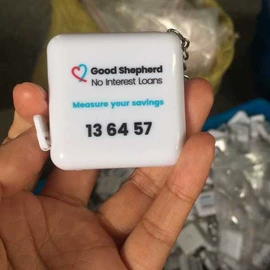 Good Shepherd
No Interest Loans
Measure your savings
13 64 57